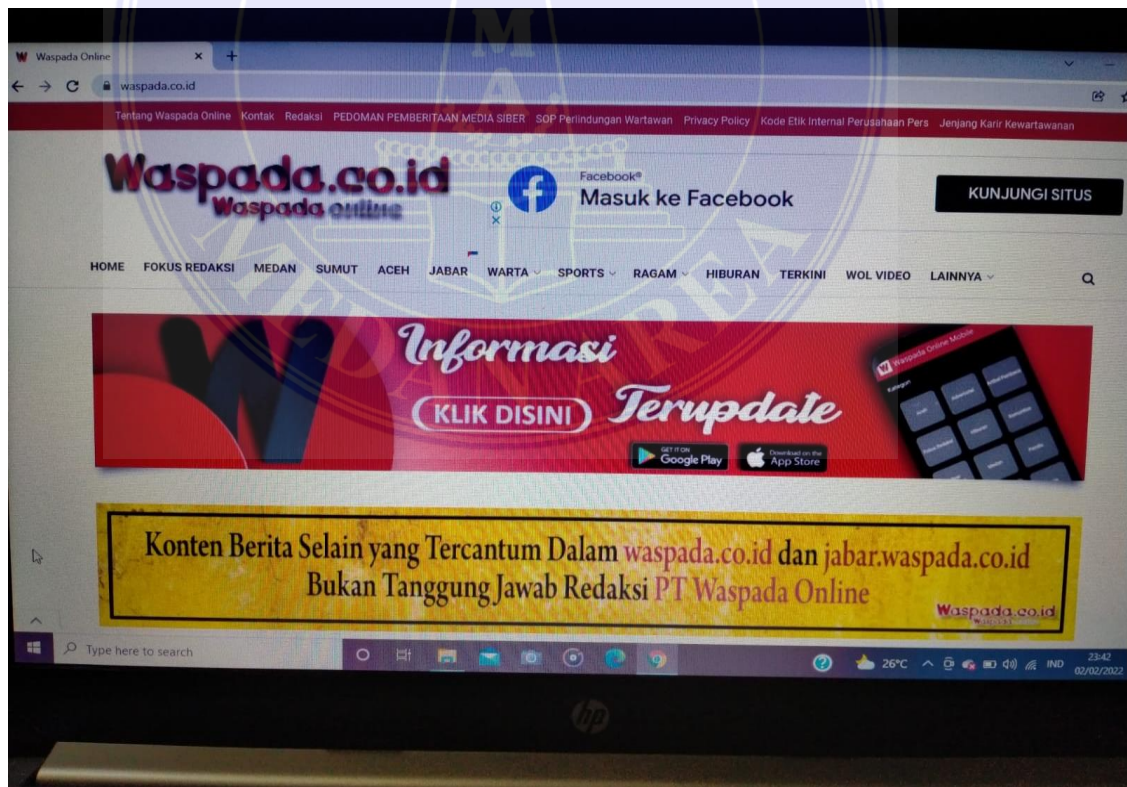 Waspada Online
waspada.co.id
Tentang Waspada Online Kontak Redaksi PEDOMAN PEMBERITAAN MEDIA SIBER SOP Perlindungan Wartawan Privacy Policy Kode Etik Internal Perusahaan Pers Jenjang Karir Kewartawanan
Waspada.co.id
Waspada online
Facebook®
Masuk ke Facebook
KUNJUNGI SITUS
HOME FOKUS REDAKSI MEDAN SUMUT ACEH JABAR WARTA SPORTS RAGAM HIBURAN TERKINI WOL VIDEO LAINNYA
Informasi
KLIK DISINI Terupdate
GET IT ON
Google Play
Download on the
App Store
Waspada Online Mobile
Kategori
Konten Berita Selain yang Tercantum Dalam waspada.co.id dan jabar.waspada.co.id
Bukan Tanggung Jawab Redaksi PT Waspada Online
Waspada.co.id
Type here to search
26°C IND 23:42
02/02/2022
hp
MEDAN AREA